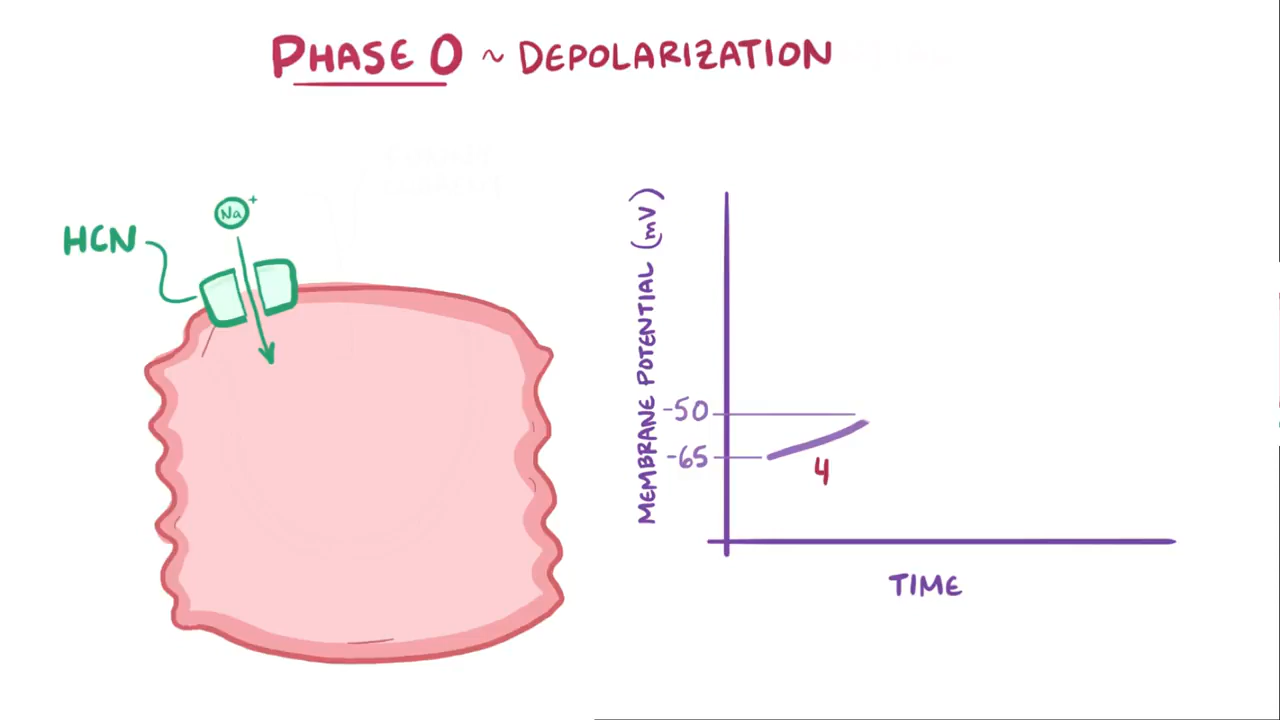 PHASE 0 ~ DEPOLARIZATION
HCN
Na+
MEMBRANE POTENTIAL (mV)
-50
-65
4
TIME